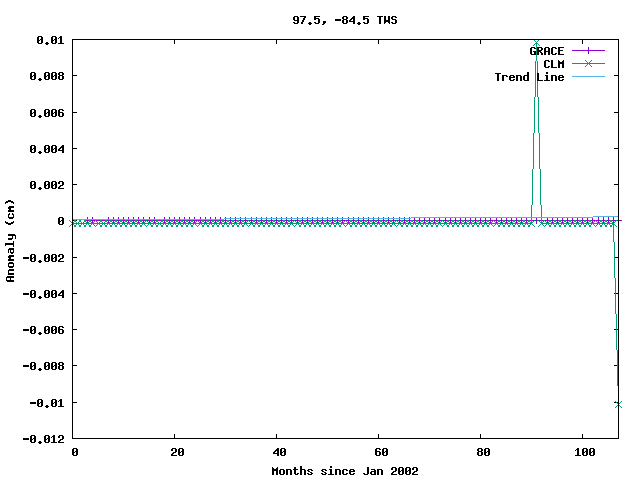 97.5, -84.5 TWS
GRACE
CLM
Trend Line
0.01
0.008
0.006
0.004
0.002
0
-0.002
-0.004
-0.006
-0.008
-0.01
-0.012
Anomaly (cm)
0 20 40 60 80 100
Months since Jan 2002